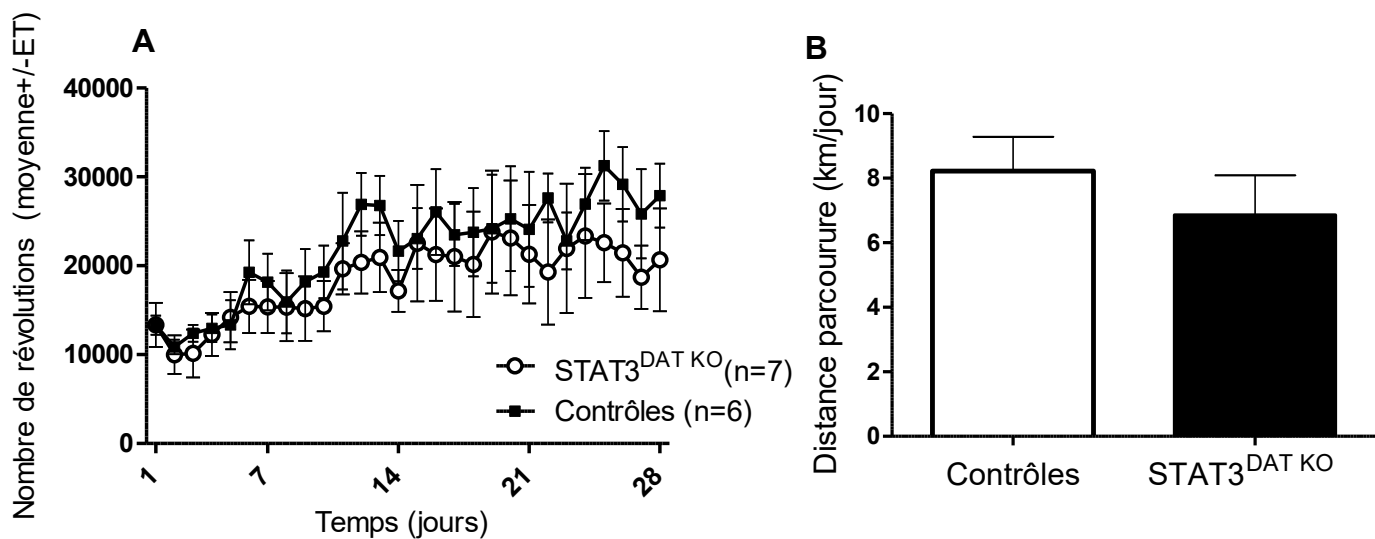 A
Nombre de révolutions (moyenne+/-ET)
40000
30000
20000
10000
0
STAT3DAT KO(n=7)
Contrôles (n=6)
1
7
14
21
28
Temps (jours)
B
Distance parcourure (km/jour)
10
8
6
4
2
0
Contrôles
STAT3DAT KO